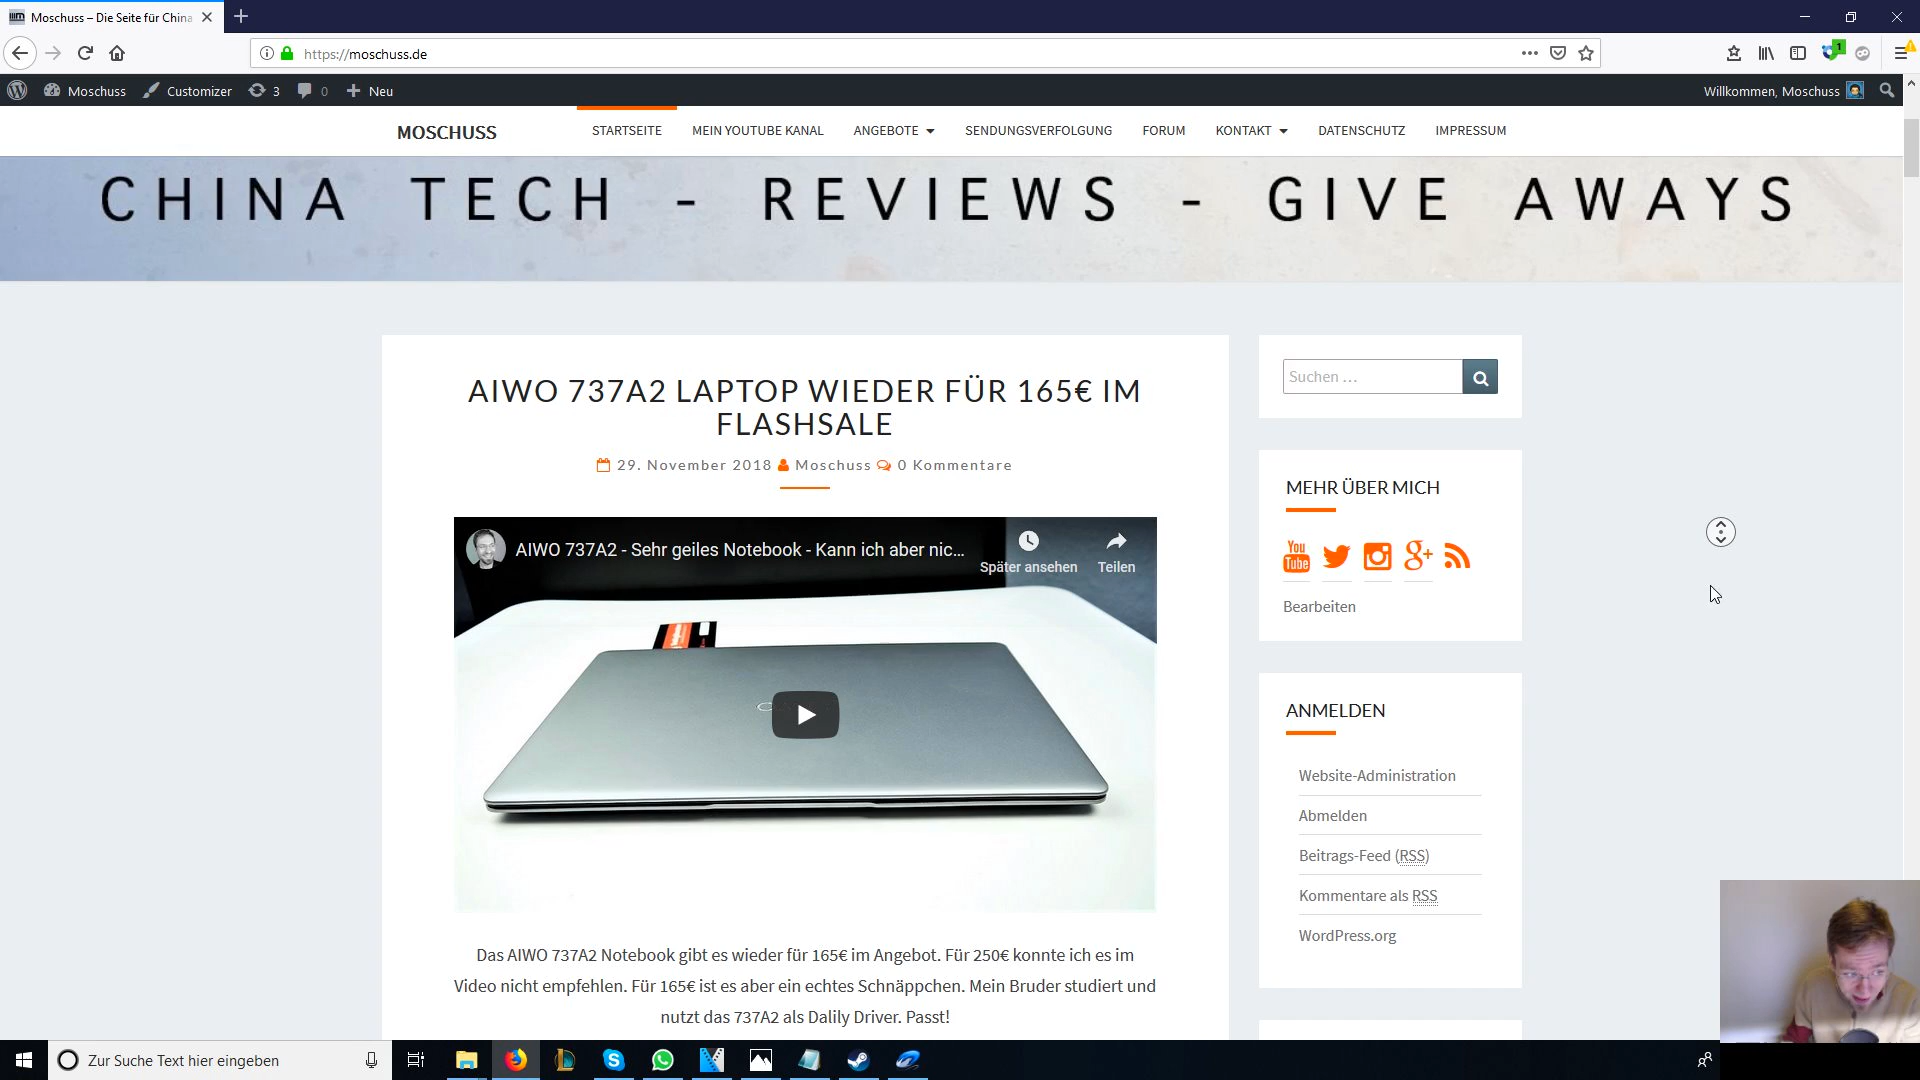 Moschuss – Die Seite für China
https://moschuss.de
1
Moschuss
Customizer
3
0
Neu
Willkommen, Moschuss
MOSCHUSS
STARTSEITE
MEIN YOUTUBE KANAL
ANGEBOTE
SENDUNGSVERFOLGUNG
FORUM
KONTAKT
DATENSCHUTZ
IMPRESSUM
CHINA TECH - REVIEWS - GIVE AWAYS
AIWO 737A2 LAPTOP WIEDER FÜR 165€ IM
FLASHSALE
29. November 2018 Moschuss 0 Kommentare
AIWO 737A2 - Sehr geiles Notebook - Kann ich aber nic...
Später ansehen
Teilen
Das AIWO 737A2 Notebook gibt es wieder für 165€ im Angebot. Für 250€ konnte ich es im
Video nicht empfehlen. Für 165€ ist es aber ein echtes Schnäppchen. Mein Bruder studiert und
nutzt das 737A2 als Dalily Driver. Passt!
Suchen …
MEHR ÜBER MICH
You
Tube
g+
Bearbeiten
ANMELDEN
Website-Administration
Abmelden
Beitrags-Feed (RSS)
Kommentare als RSS
WordPress.org
Zur Suche Text hier eingeben